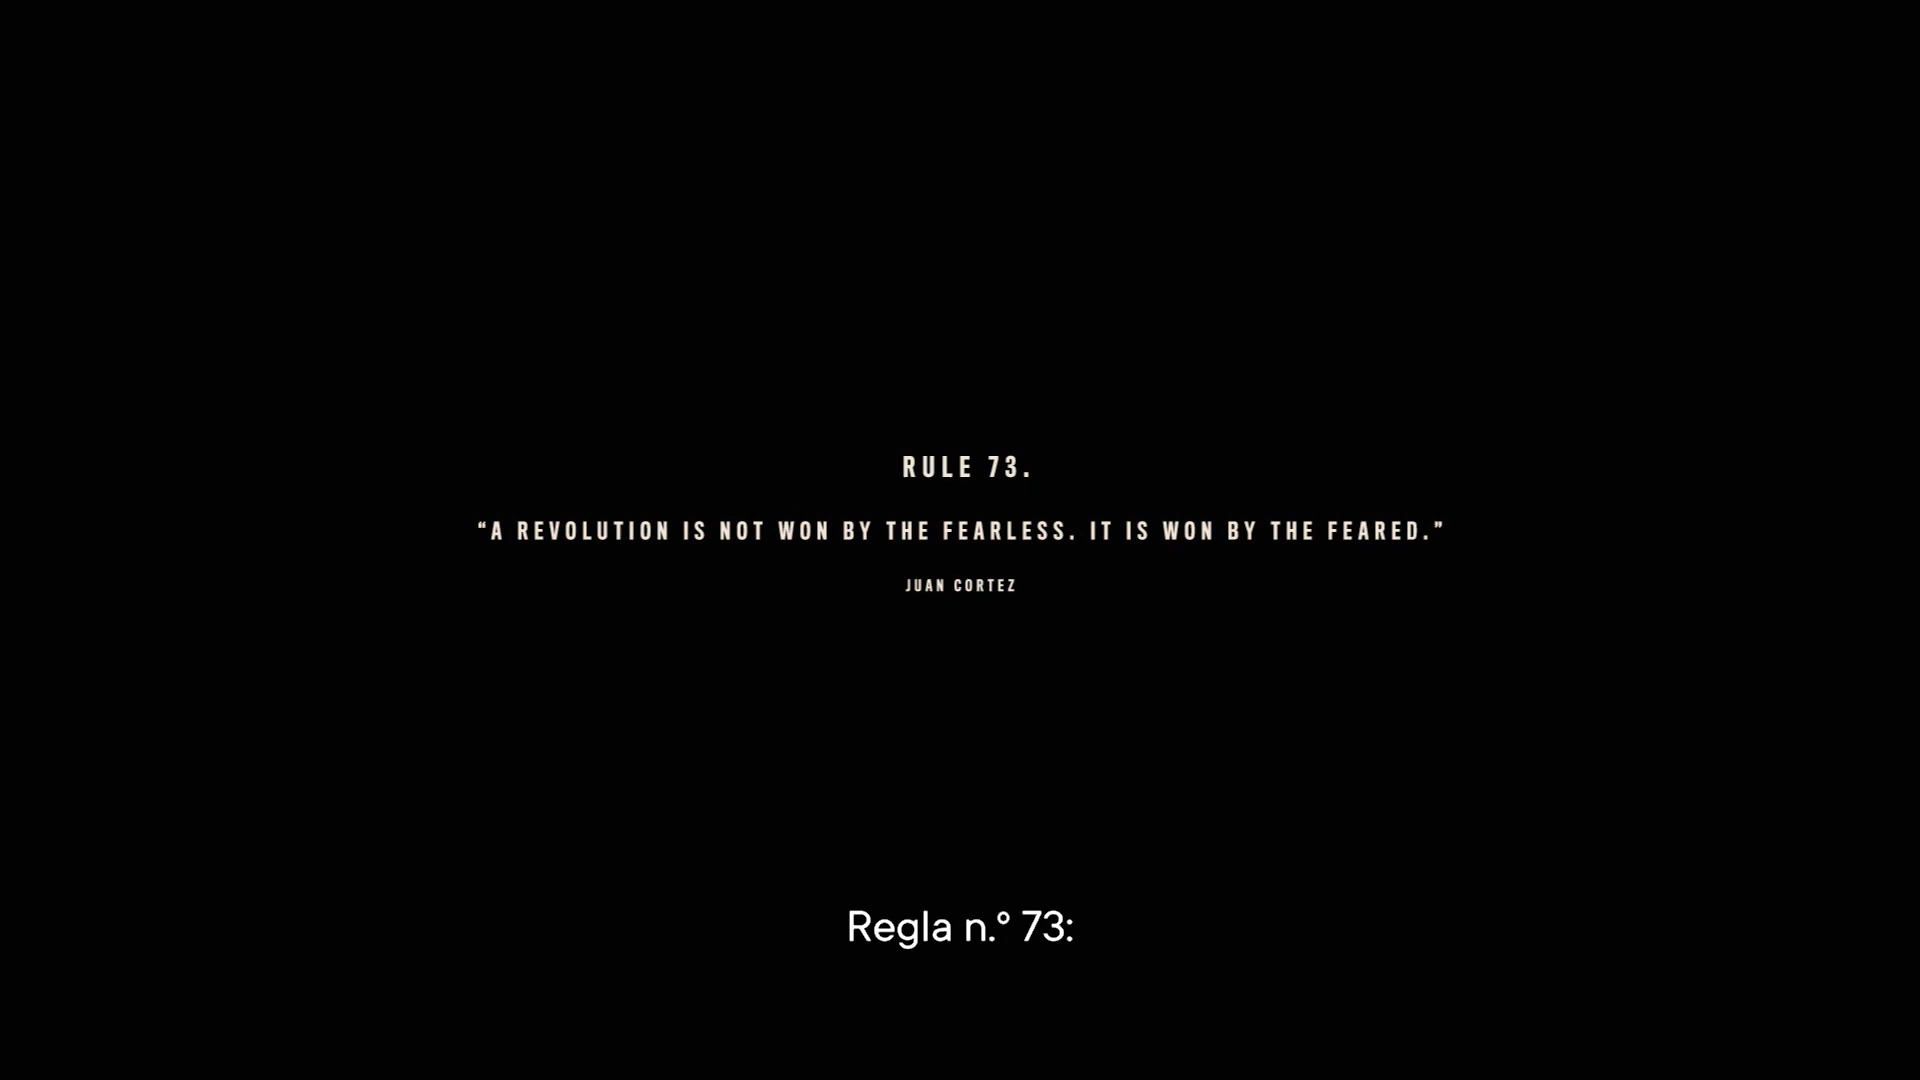 RULE 73.
“A REVOLUTION IS NOT WON BY THE FEARLESS. IT IS WON BY THE FEARED.”
JUAN CORTEZ
Regla n.º 73: